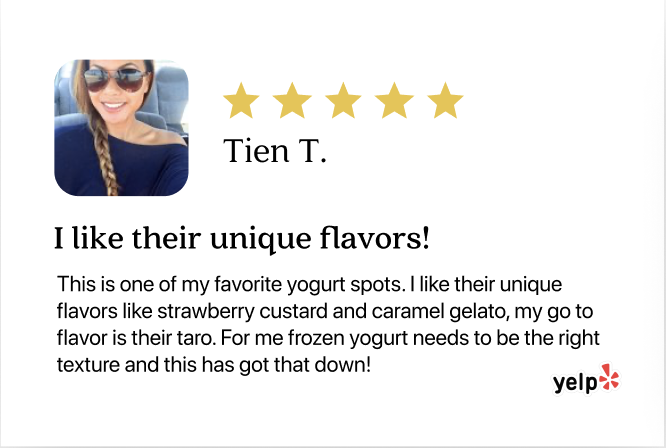 Tien T.
I like their unique flavors!
This is one of my favorite yogurt spots. I like their unique
flavors like strawberry custard and caramel gelato, my go to
flavor is their taro. For me frozen yogurt needs to be the right
texture and this has got that down!
yelp